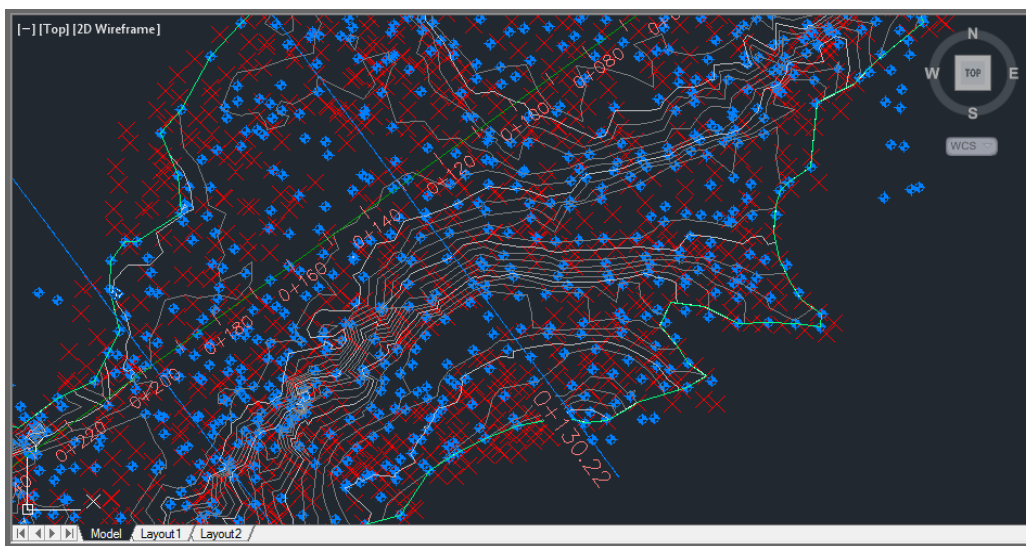 [−] [Top] [2D Wireframe]
N
W
TOP
E
S
WCS
0+080
0+100
0+120
0+140
0+160
0+180
0+200
0+220
0+130.22
X
Model
Layout1
Layout2